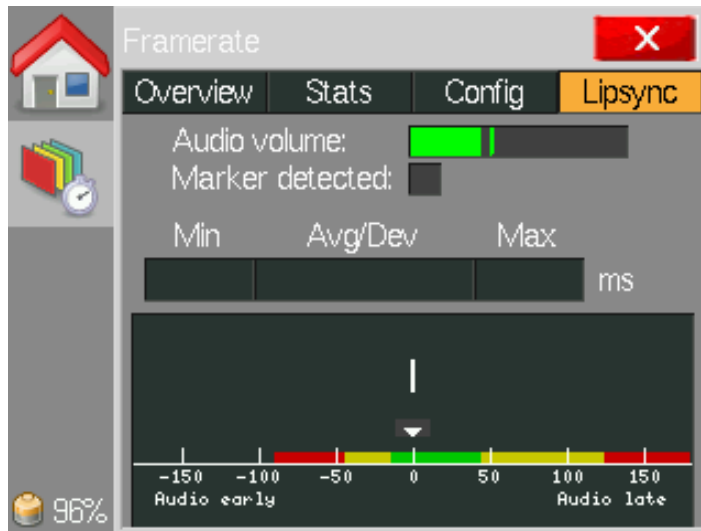 Framerate
Overview Stats Config Lipsync
Audio volume:
Marker detected:
Min Avg/Dev Max
ms
-150 -100 -50 0 50 100 150
Audio early Audio late
96%